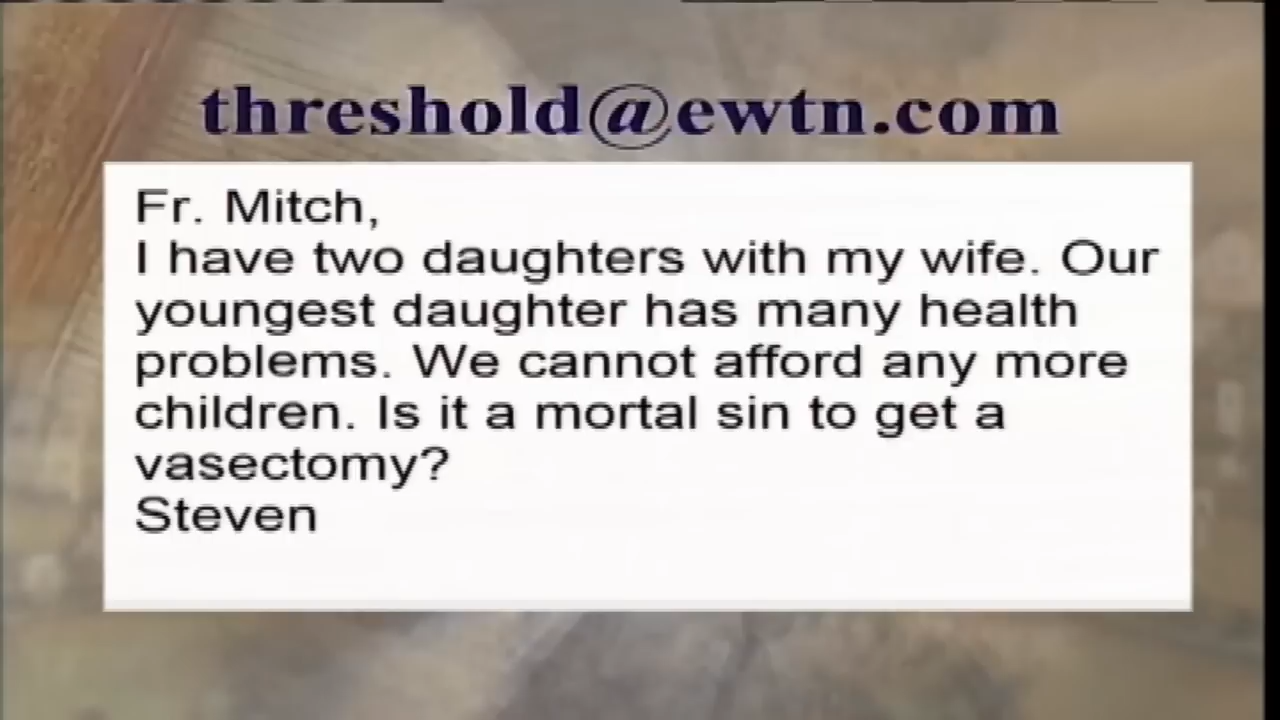 threshold@ewtn.com
Fr. Mitch,
I have two daughters with my wife. Our
youngest daughter has many health
problems. We cannot afford any more
children. Is it a mortal sin to get a
vasectomy?
Steven